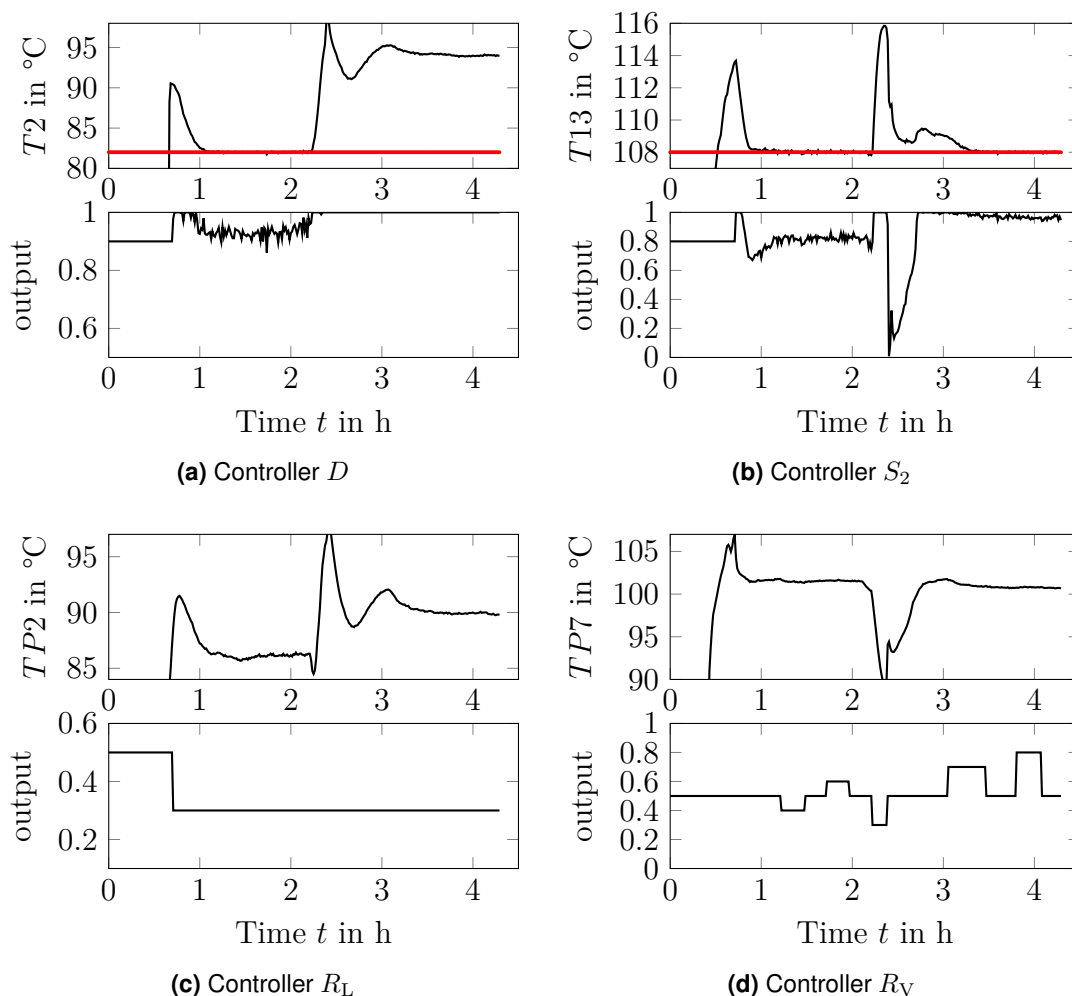 T2 in °C
95
90
85
80
0 1 2 3 4
output
1
0.8
0.6
0 1 2 3 4
Time t in h
(a) Controller D
T13 in °C
116
114
112
110
108
0 1 2 3 4
output
1
0.8
0.6
0.4
0.2
0
0 1 2 3 4
Time t in h
(b) Controller S₂
TP2 in °C
95
90
85
0 1 2 3 4
output
0.6
0.4
0.2
0 1 2 3 4
Time t in h
(c) Controller R_L
TP7 in °C
105
100
95
90
0 1 2 3 4
output
1
0.8
0.6
0.4
0.2
0
0 1 2 3 4
Time t in h
(d) Controller R_V